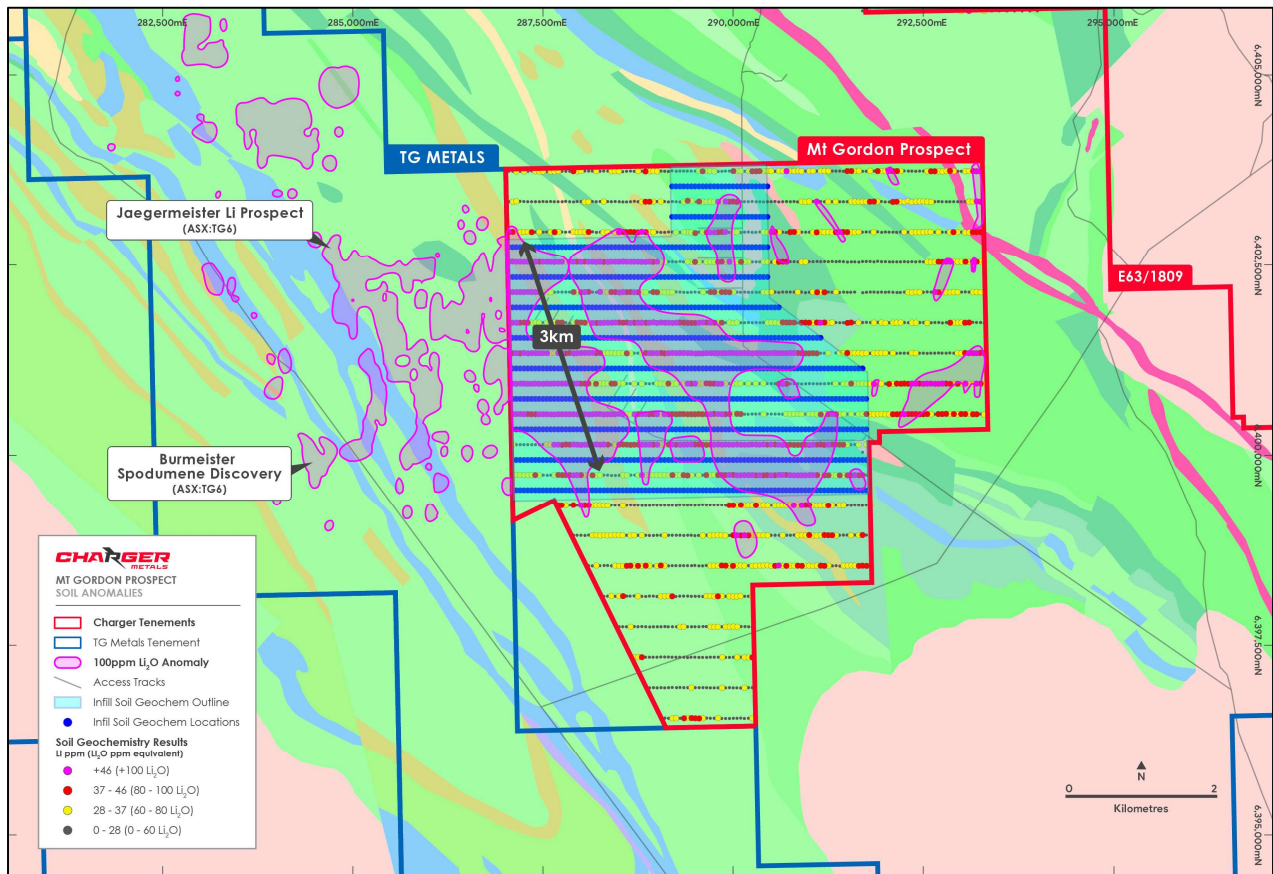 282,500mE
285,000mE
287,500mE
290,000mE
292,500mE
295,000mE
6,405,000mN
TG METALS
Mt Gordon Prospect
Jaegermeister Li Prospect
(ASX:TG6)
6,402,500mN
E63/1809
3km
6,400,000mN
Burmeister
Spodumene Discovery
(ASX:TG6)
CHARGER
METALS
MT GORDON PROSPECT
SOIL ANOMALIES
Charger Tenements
TG Metals Tenement
100ppm Li₂O Anomaly
Access Tracks
Infill Soil Geochem Outline
Infil Soil Geochem Locations
Soil Geochemistry Results
Li ppm (Li₂O ppm equivalent)
+46 (+100 Li₂O)
37 - 46 (80 - 100 Li₂O)
28 - 37 (60 - 80 Li₂O)
0 - 28 (0 - 60 Li₂O)
6,397,500mN
N
0 2
Kilometres
6,395,000mN